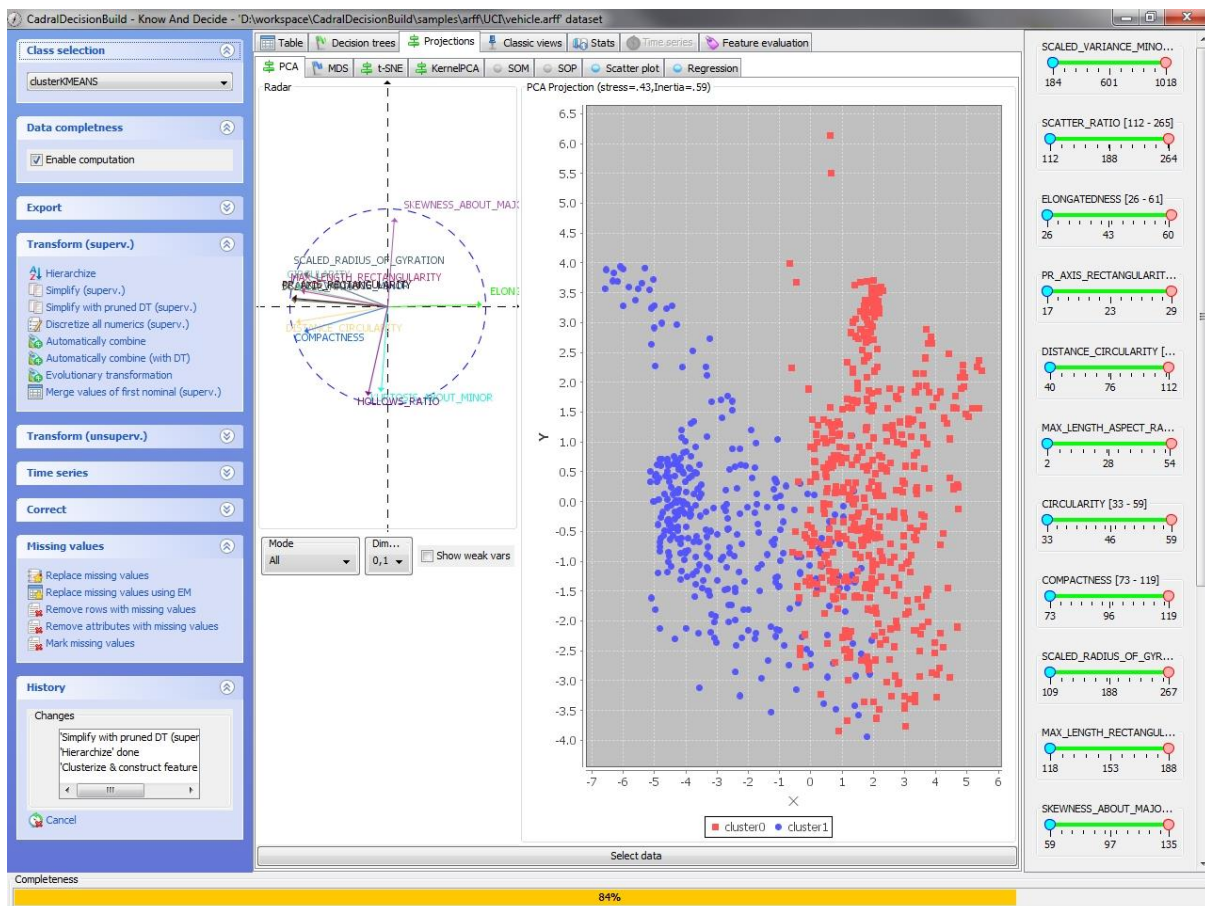 CadralDecisionBuild - Know And Decide - 'D:\workspace\CadralDecisionBuild\samples\arff\UCI\vehicle.arff' dataset
Class selection
clusterKMEANS
Data completness
Enable computation
Export
Transform (superv.)
Hierarchize
Simplify (superv.)
Simplify with pruned DT (superv.)
Discretize all numerics (superv.)
Automatically combine
Automatically combine (with DT)
Evolutionary transformation
Merge values of first nominal (superv.)
Transform (unsuperv.)
Time series
Correct
Missing values
Replace missing values
Replace missing values using EM
Remove rows with missing values
Remove attributes with missing values
Mark missing values
History
Changes
'Simplify with pruned DT (super
'Hierarchize' done
'Clusterize & construct feature
Cancel
Table Decision trees Projections Classic views Stats Time series Feature evaluation
PCA MDS t-SNE KernelPCA SOM SOP Scatter plot Regression
Radar
SKEWNESS_ABOUT_MAJO
SCALED_RADIUS_OF_GYRATION
CIRCULARITY
MAX_LENGTH_RECTANGULARITY
PR_AXIS_RECTANGULARITY
ELON
DISTANCE_CIRCULARITY
COMPACTNESS
HOLLOWS_RATIO
Mode
All
Dim...
0,1
Show weak vars
PCA Projection (stress=.43,Inertia=.59)
6.5
6.0
5.5
5.0
4.5
4.0
3.5
3.0
2.5
2.0
1.5
1.0
0.5
0.0
-0.5
-1.0
-1.5
-2.0
-2.5
-3.0
-3.5
-4.0
Y
-7 -6 -5 -4 -3 -2 -1 0 1 2 3 4 5 6
X
cluster0 cluster1
Select data
SCALED_VARIANCE_MINO...
184 601 1018
SCATTER_RATIO [112 - 265]
112 188 264
ELONGATEDNESS [26 - 61]
26 43 60
PR_AXIS_RECTANGULARIT...
17 23 29
DISTANCE_CIRCULARITY [...
40 76 112
MAX_LENGTH_ASPECT_RA...
2 28 54
CIRCULARITY [33 - 59]
33 46 59
COMPACTNESS [73 - 119]
73 96 119
SCALED_RADIUS_OF_GYR...
109 188 267
MAX_LENGTH_RECTANGUL...
118 153 188
SKEWNESS_ABOUT_MAJO...
59 97 135
Completeness
84%